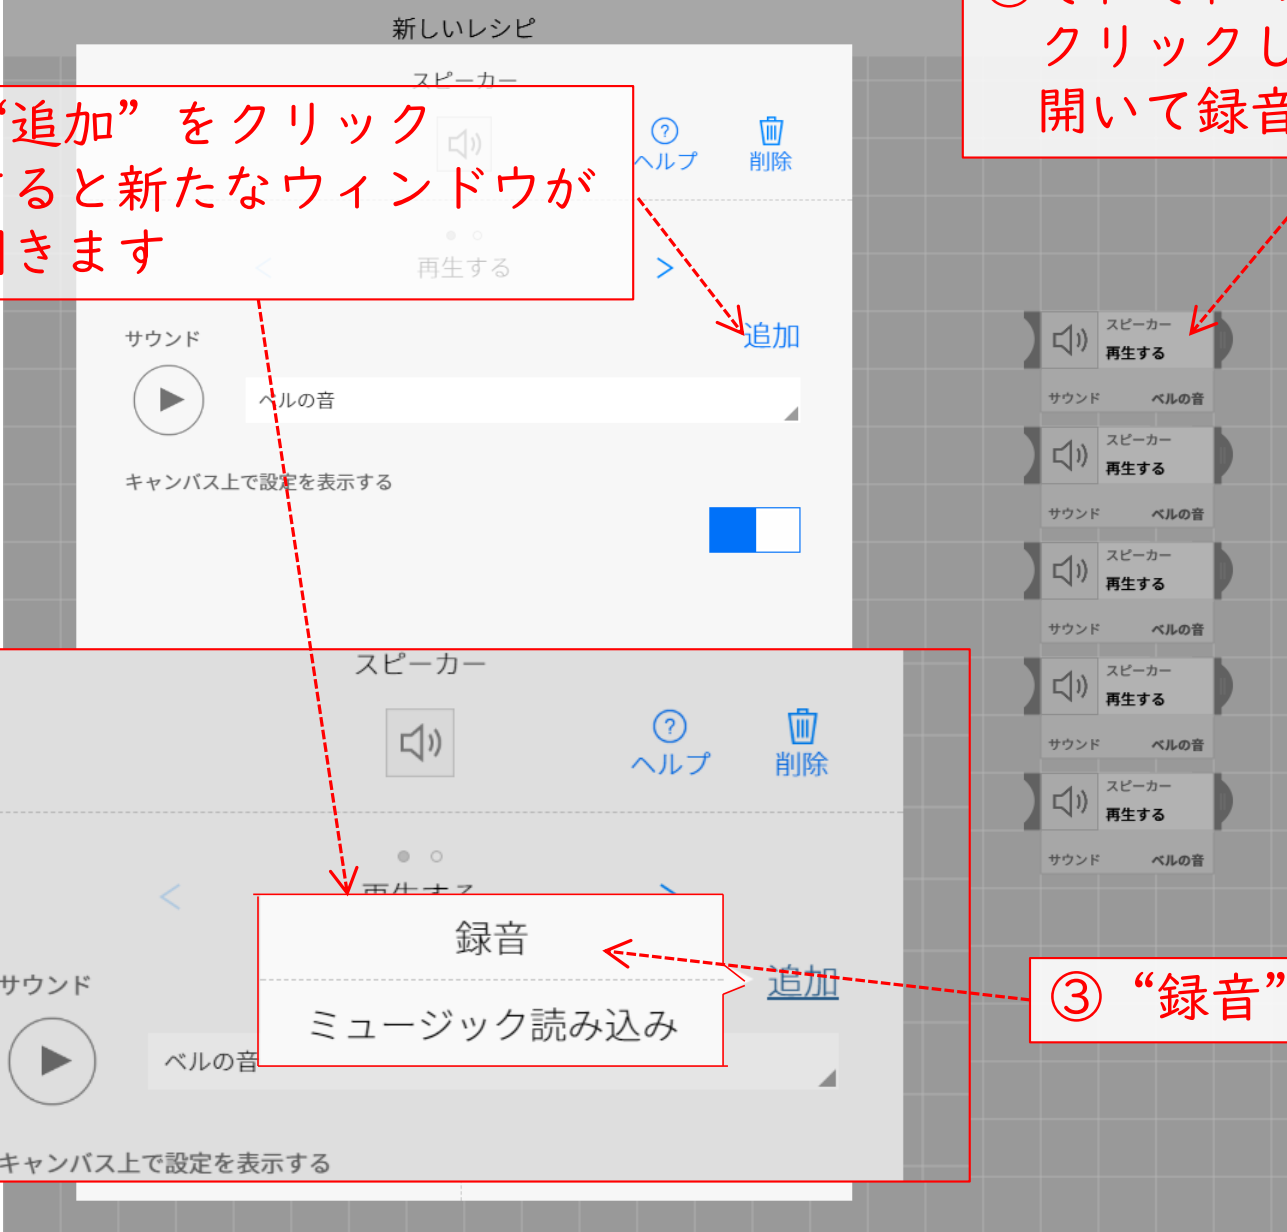 新しいレシピ
スピーカー
“追加”をクリック
ると新たなウィンドウが
きます
ヘルプ
削除
再生する
追加
サウンド
ベルの音
キャンバス上で設定を表示する
クリックし
開いて録音
スピーカー
再生する
サウンド ベルの音
スピーカー
再生する
サウンド ベルの音
スピーカー
再生する
サウンド ベルの音
スピーカー
再生する
サウンド ベルの音
スピーカー
再生する
サウンド ベルの音
スピーカー
ヘルプ
削除
再生する
録音
追加
ミュージック読み込み
サウンド
ベルの音
キャンバス上で設定を表示する
③ “録音”